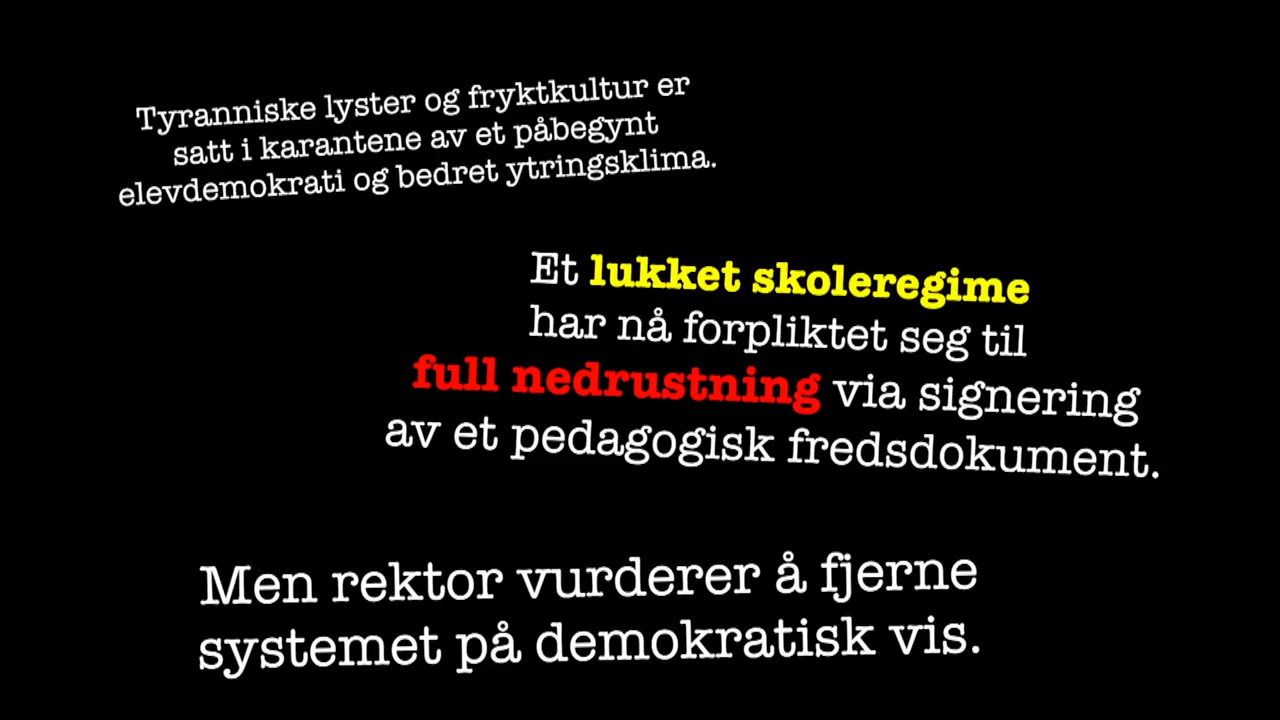 Tyranniske lyster og fryktkultur er
satt i karantene av et påbegynt
elevdemokrati og bedret ytringsklima.
Et lukket skoleregime
har nå forpliktet seg til
full nedrustning via signering
av et pedagogisk fredsdokument.
Men rektor vurderer å fjerne
systemet på demokratisk vis.